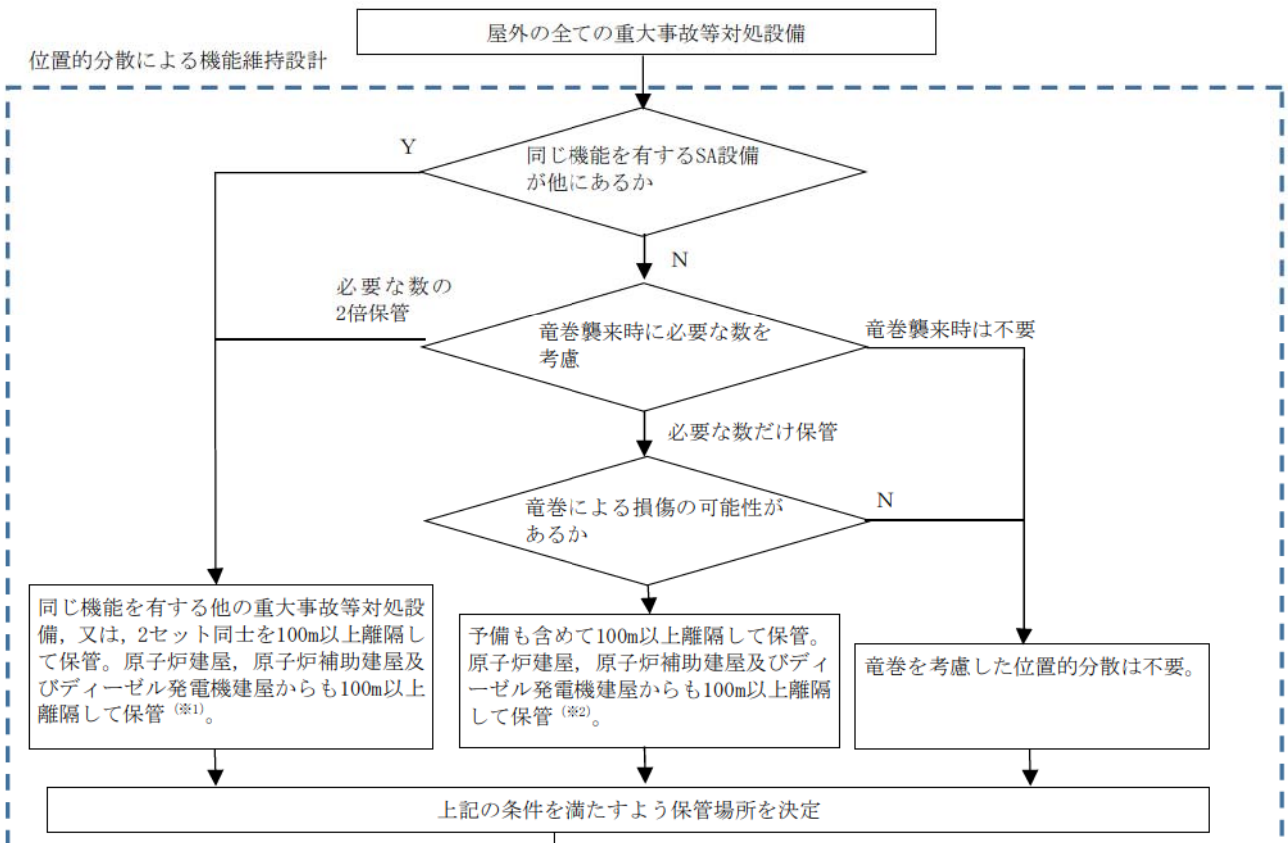 屋外の全ての重大事故等対処設備
位置的分散による機能維持設計
Y
同じ機能を有するSA設備
が他にあるか
N
必要な数の
2倍保管
竜巻襲来時に必要な数を
考慮
竜巻襲来時は不要
必要な数だけ保管
竜巻による損傷の可能性が
あるか
N
同じ機能を有する他の重大事故等対処設
備，又は，2セット同士を100m以上離隔し
て保管。原子炉建屋，原子炉補助建屋及
びディーゼル発電機建屋からも100m以上
離隔して保管（※1）。
予備も含めて100m以上離隔して保管。
原子炉建屋，原子炉補助建屋及びディ
ーゼル発電機建屋からも100m以上離隔
して保管（※2）。
竜巻を考慮した位置的分散は不要。
上記の条件を満たすよう保管場所を決定